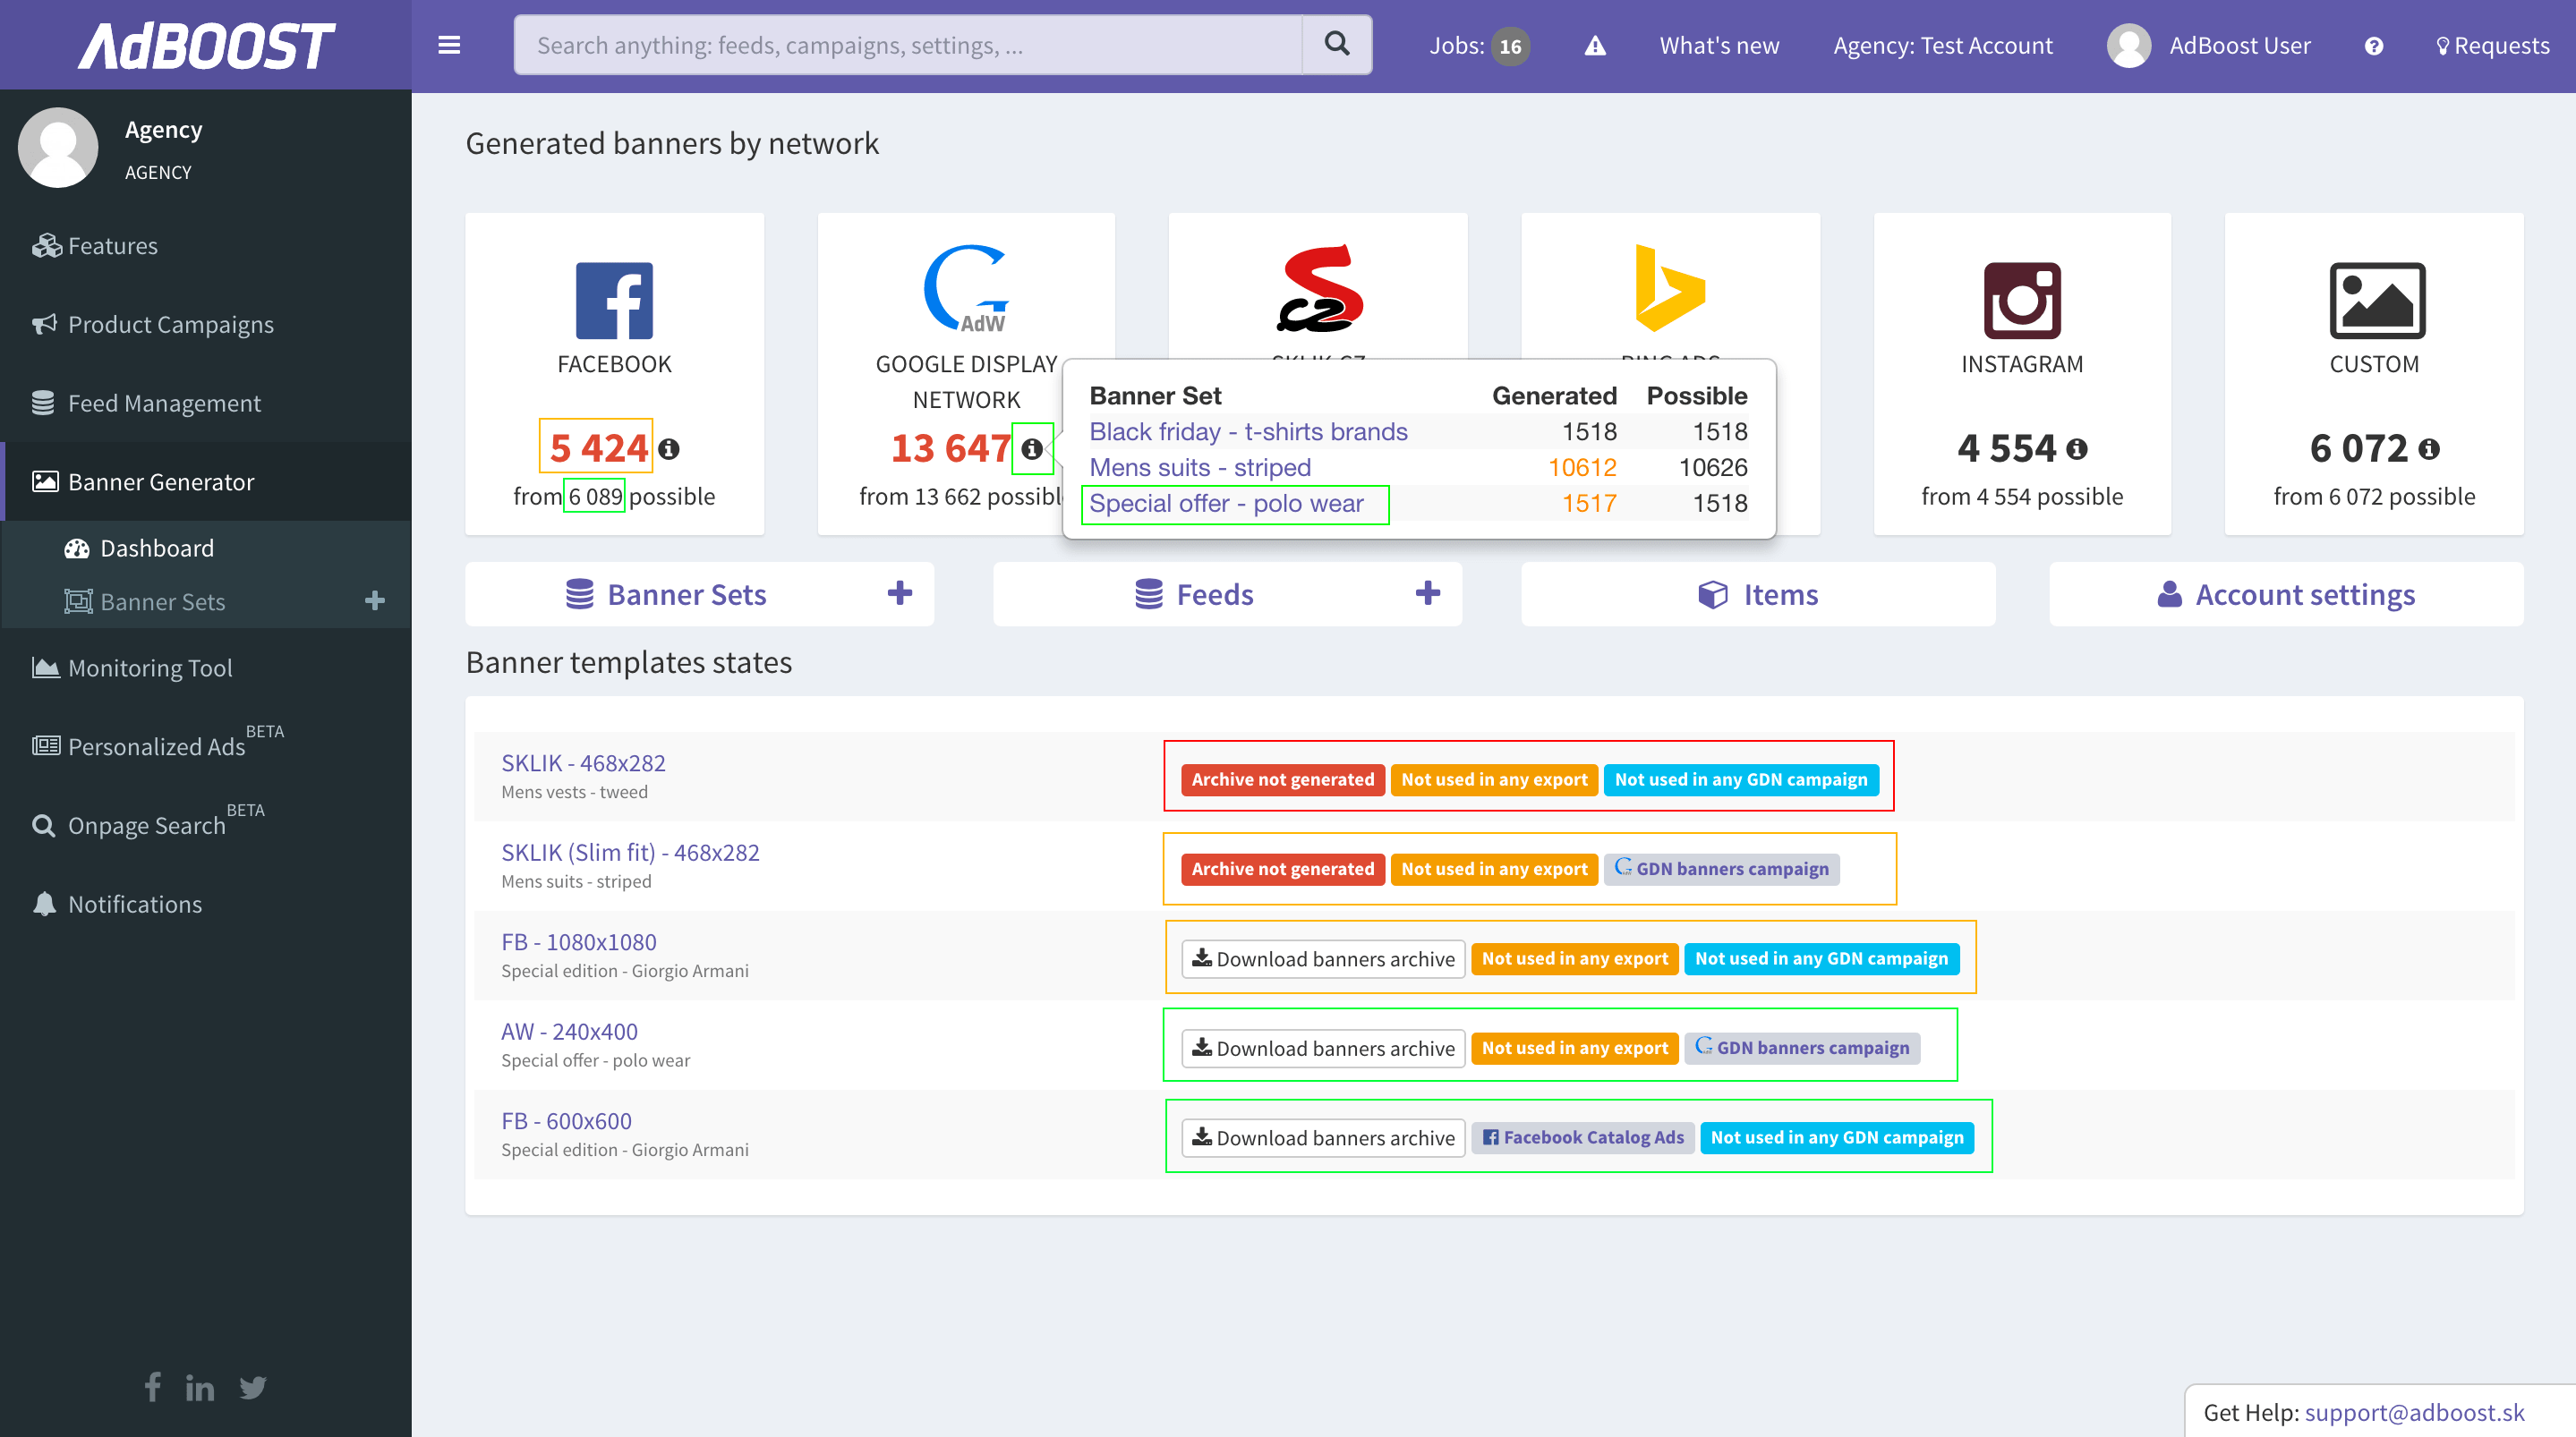 AdBOOST
Search anything: feeds, campaigns, settings, ...
Jobs: 16
What's new
Agency: Test Account
AdBoost User
Requests
Agency
AGENCY
Features
Product Campaigns
Feed Management
Banner Generator
Dashboard
Banner Sets
Monitoring Tool
Personalized Ads BETA
Onpage Search BETA
Notifications
Generated banners by network
FACEBOOK
5 424
from 6 089 possible
AdW
GOOGLE DISPLAY
NETWORK
13 647
from 13 662 possibl
cz
Banner Set Generated Possible
Black friday - t-shirts brands 1518 1518
Mens suits - striped 10612 10626
Special offer - polo wear 1517 1518
INSTAGRAM
4 554
from 4 554 possible
CUSTOM
6 072
from 6 072 possible
Banner Sets
Feeds
Items
Account settings
Banner templates states
SKLIK - 468x282
Mens vests - tweed
Archive not generated Not used in any export Not used in any GDN campaign
SKLIK (Slim fit) - 468x282
Mens suits - striped
Archive not generated Not used in any export GDN banners campaign
FB - 1080x1080
Special edition - Giorgio Armani
Download banners archive Not used in any export Not used in any GDN campaign
AW - 240x400
Special offer - polo wear
Download banners archive Not used in any export GDN banners campaign
FB - 600x600
Special edition - Giorgio Armani
Download banners archive Facebook Catalog Ads Not used in any GDN campaign
Get Help: support@adboost.sk